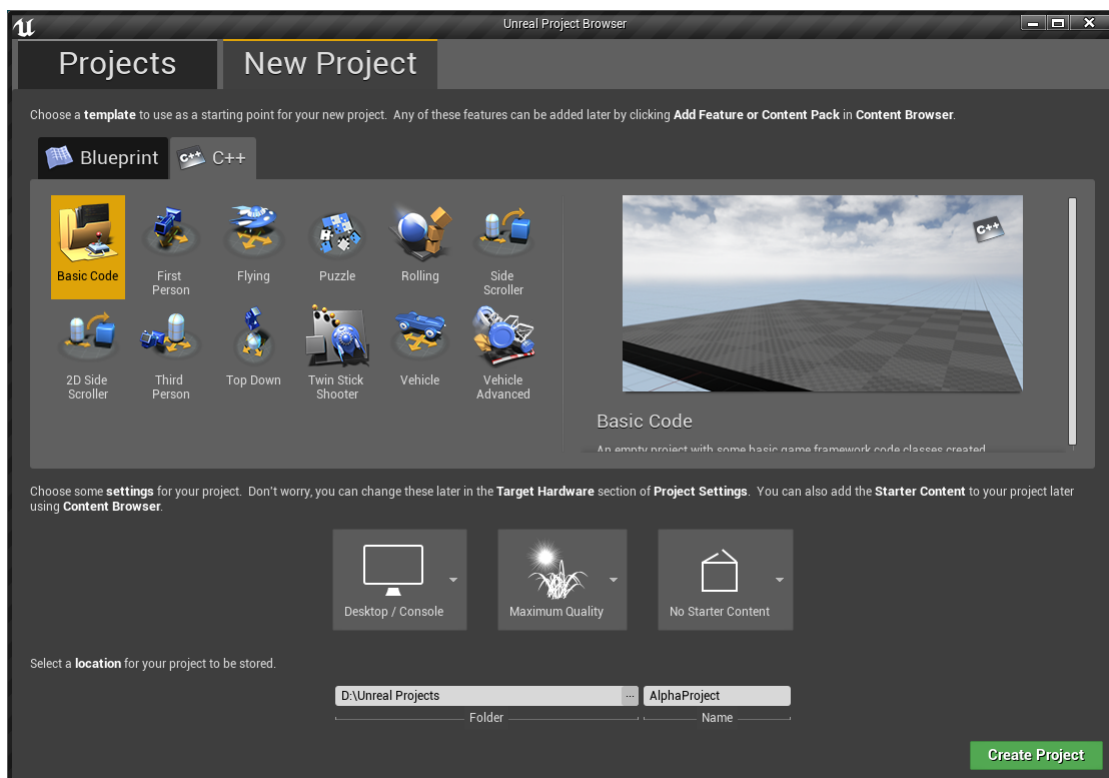 Unreal Project Browser
Projects
New Project
Choose a template to use as a starting point for your new project. Any of these features can be added later by clicking Add Feature or Content Pack in Content Browser.
Blueprint
C++
C++
C++
Basic Code
First
Person
Flying
Puzzle
Rolling
Side
Scroller
2D Side
Scroller
Third
Person
Top Down
Twin Stick
Shooter
Vehicle
Vehicle
Advanced
Basic Code
An empty project with some basic game framework code classes created
Choose some settings for your project. Don't worry, you can change these later in the Target Hardware section of Project Settings. You can also add the Starter Content to your project later
using Content Browser.
Desktop / Console
Maximum Quality
No Starter Content
Select a location for your project to be stored.
D:\Unreal Projects
...
AlphaProject
Folder
Name
Create Project